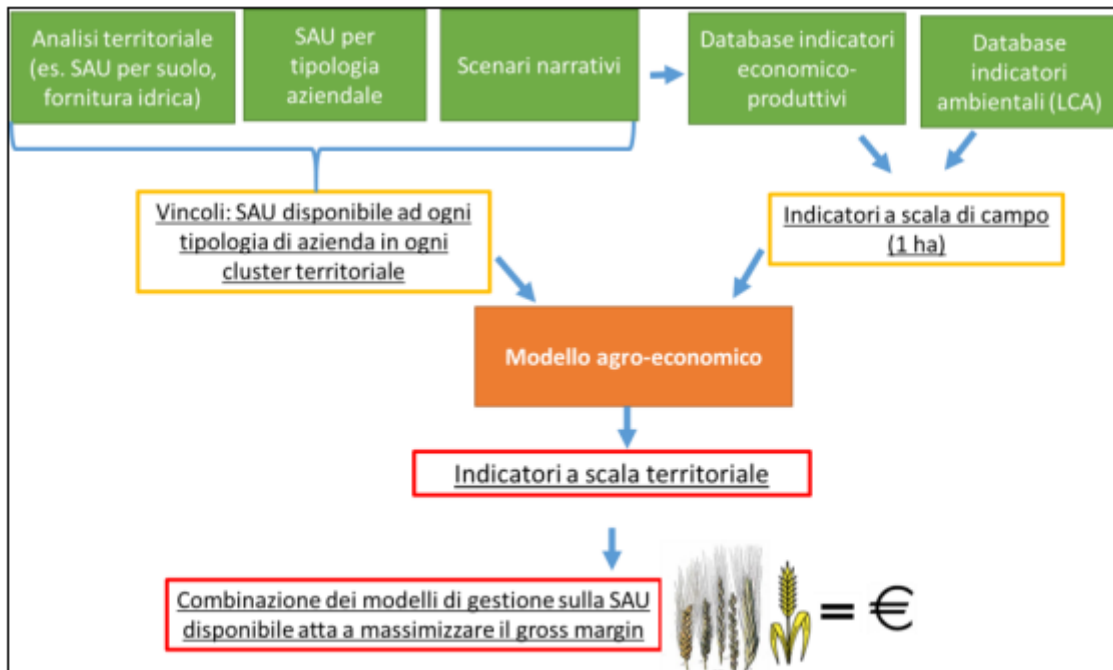 Analisi territoriale
(es. SAU per suolo,
fornitura idrica)
SAU per
tipologia
aziendale
Scenari narrativi
Database indicatori
economico-
produttivi
Database
indicatori
ambientali (LCA)
Vincoli: SAU disponibile ad ogni
tipologia di azienda in ogni
cluster territoriale
Indicatori a scala di campo
(1 ha)
Modello agro-economico
Indicatori a scala territoriale
Combinazione dei modelli di gestione sulla SAU
disponibile atta a massimizzare il gross margin
= €